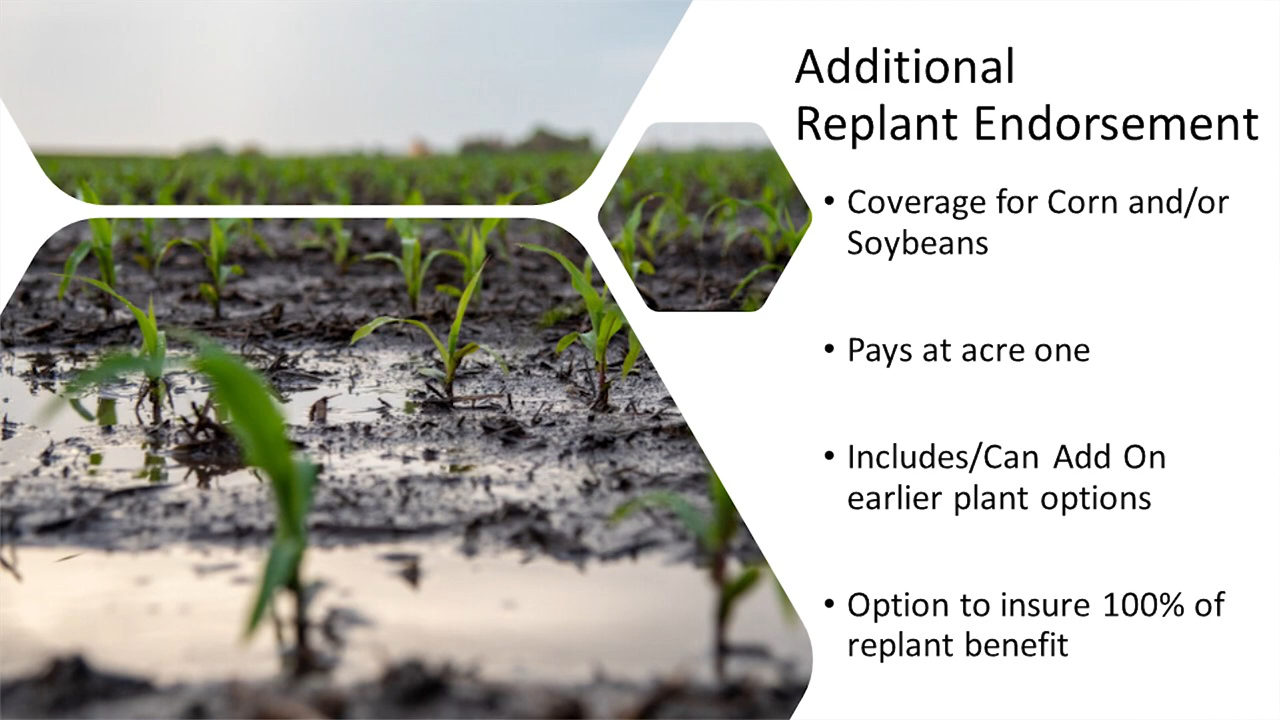 Additional
Replant Endorsement
• Coverage for Corn and/or
Soybeans
• Pays at acre one
• Includes/Can Add On
earlier plant options
• Option to insure 100% of
replant benefit